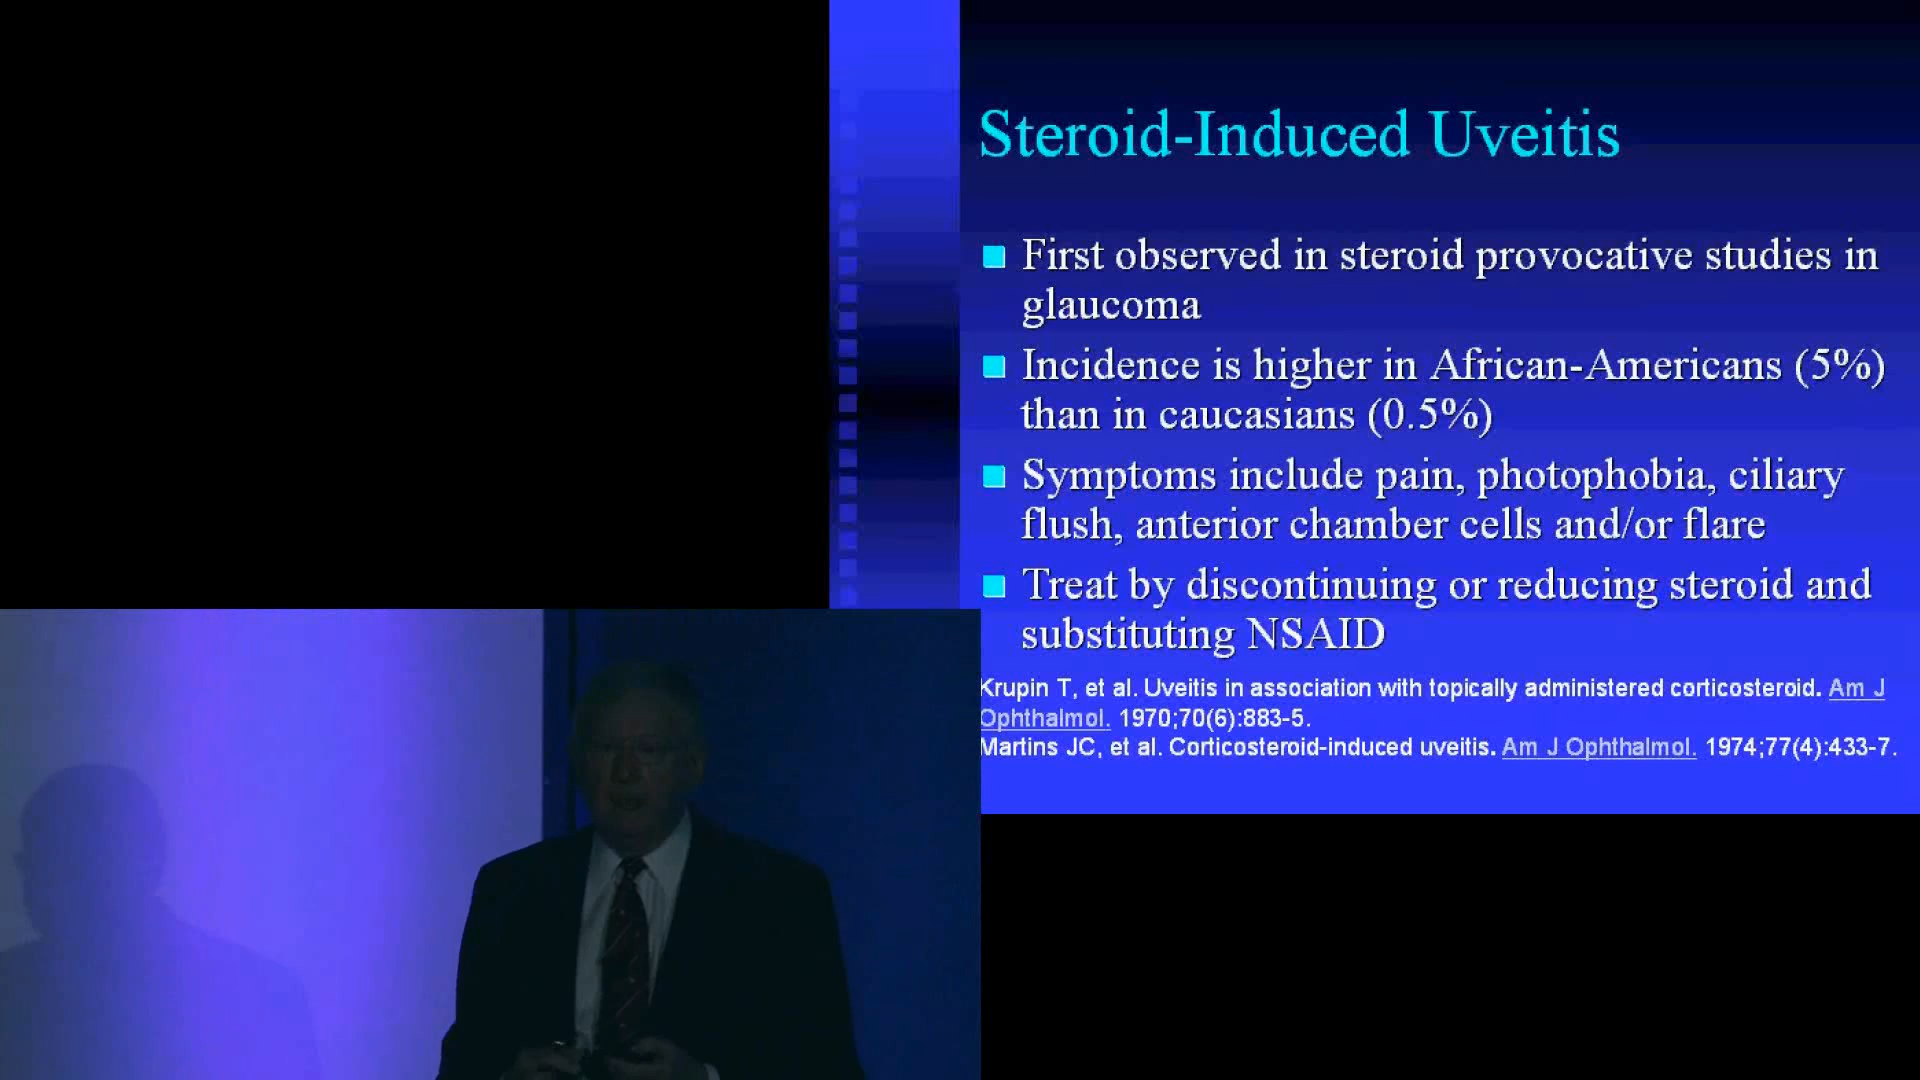 Steroid-Induced Uveitis
First observed in steroid provocative studies in
glaucoma
Incidence is higher in African-Americans (5%)
than in caucasians (0.5%)
Symptoms include pain, photophobia, ciliary
flush, anterior chamber cells and/or flare
Treat by discontinuing or reducing steroid and
substituting NSAID
Krupin T, et al. Uveitis in association with topically administered corticosteroid. Am J
Ophthalmol. 1970;70(6):883-5.
Martins JC, et al. Corticosteroid-induced uveitis. Am J Ophthalmol. 1974;77(4):433-7.